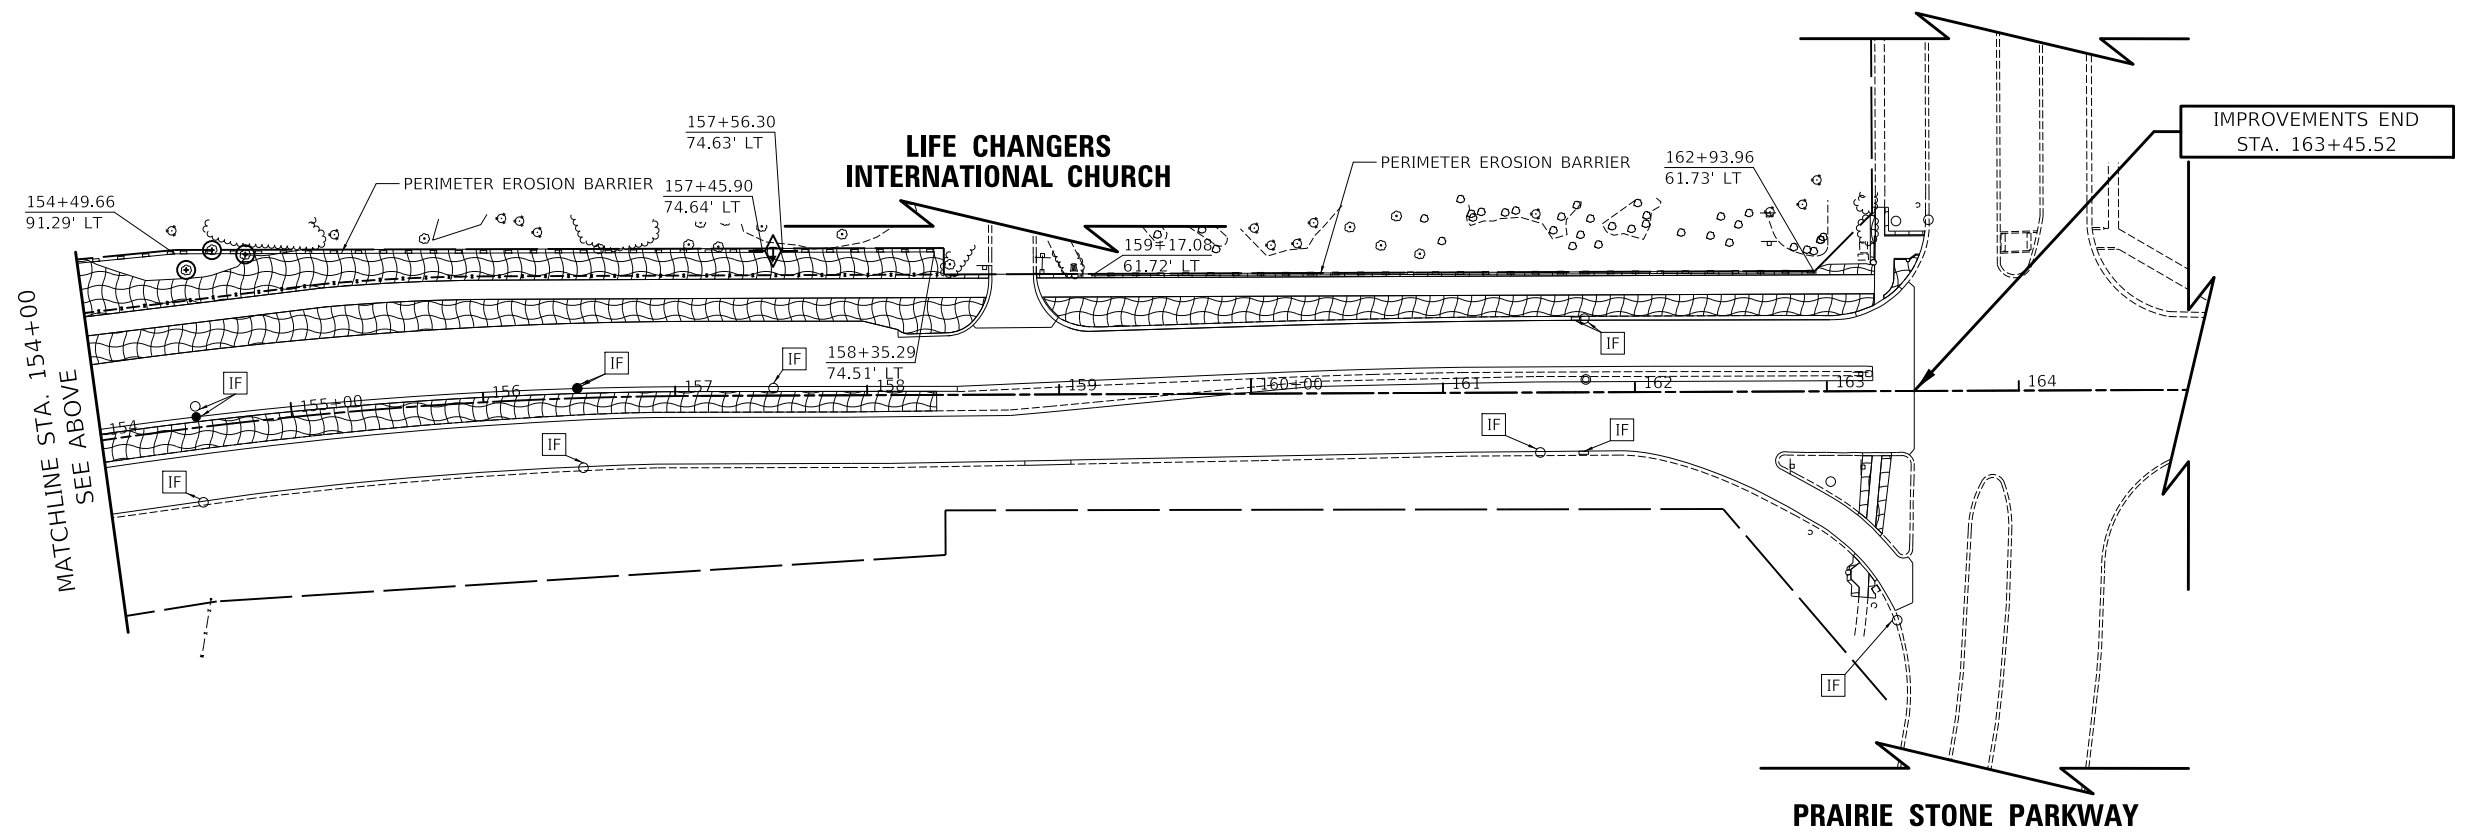 IMPROVEMENTS END
STA. 163+45.52
157+56.30
74.63' LT
LIFE CHANGERS
INTERNATIONAL CHURCH
PERIMETER EROSION BARRIER
PERIMETER EROSION BARRIER
162+93.96
61.73' LT
157+45.90
74.64' LT
154+49.66
91.29' LT
159+17.08
61.72' LT
MATCHLINE STA. 154+00
SEE ABOVE
158+35.29
74.51' LT
IF
IF
IF
IF
154
155+00
156
157
158
159
160+00
161
162
163
164
IF
IF
IF
IF
IF
PRAIRIE STONE PARKWAY